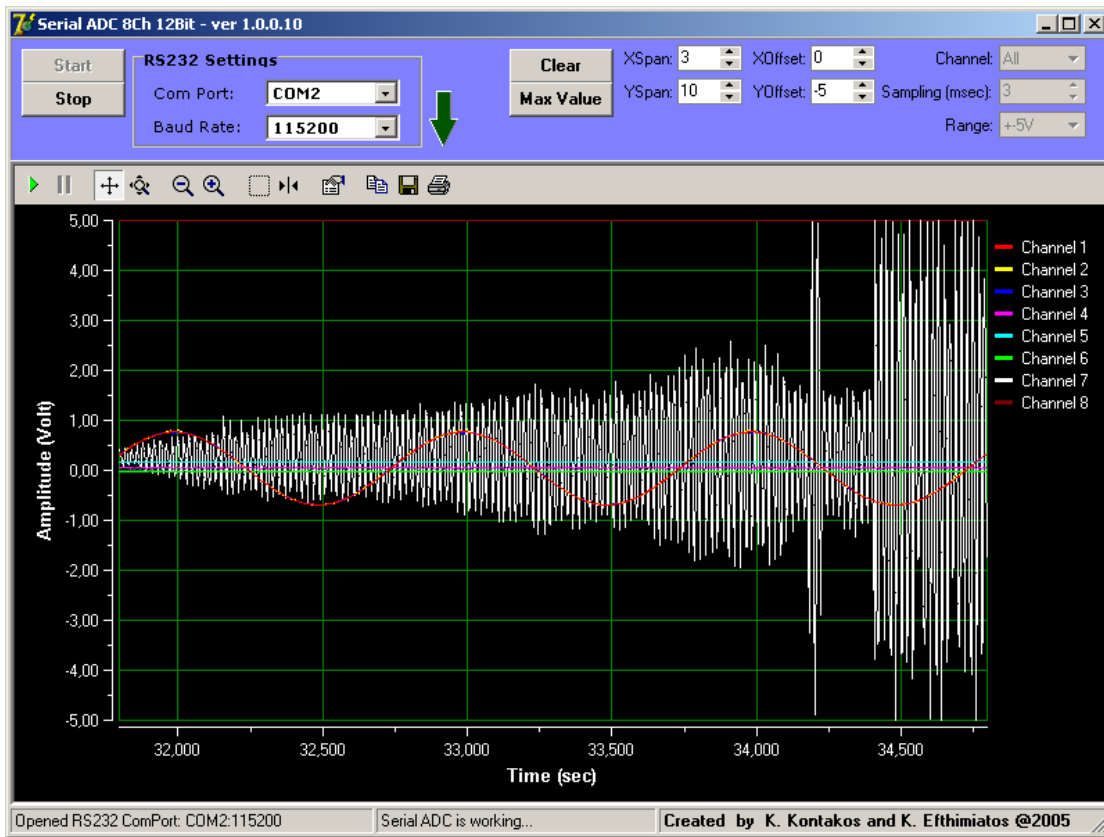 Serial ADC 8Ch 12Bit - ver 1.0.0.10
Start
Stop
RS232 Settings
Com Port: COM2
Baud Rate: 115200
Clear
Max Value
XSpan: 3 XOffset: 0
YSpan: 10 YOffset: -5
Channel: All
Sampling (msec): 3
Range: +-5V
5,00
4,00
3,00
2,00
1,00
0,00
-1,00
-2,00
-3,00
-4,00
-5,00
Amplitude (Volt)
32,000 32,500 33,000 33,500 34,000 34,500
Time (sec)
Channel 1
Channel 2
Channel 3
Channel 4
Channel 5
Channel 6
Channel 7
Channel 8
Opened RS232 ComPort: COM2:115200
Serial ADC is working...
Created by K. Kontakos and K. Efthimiatos @2005